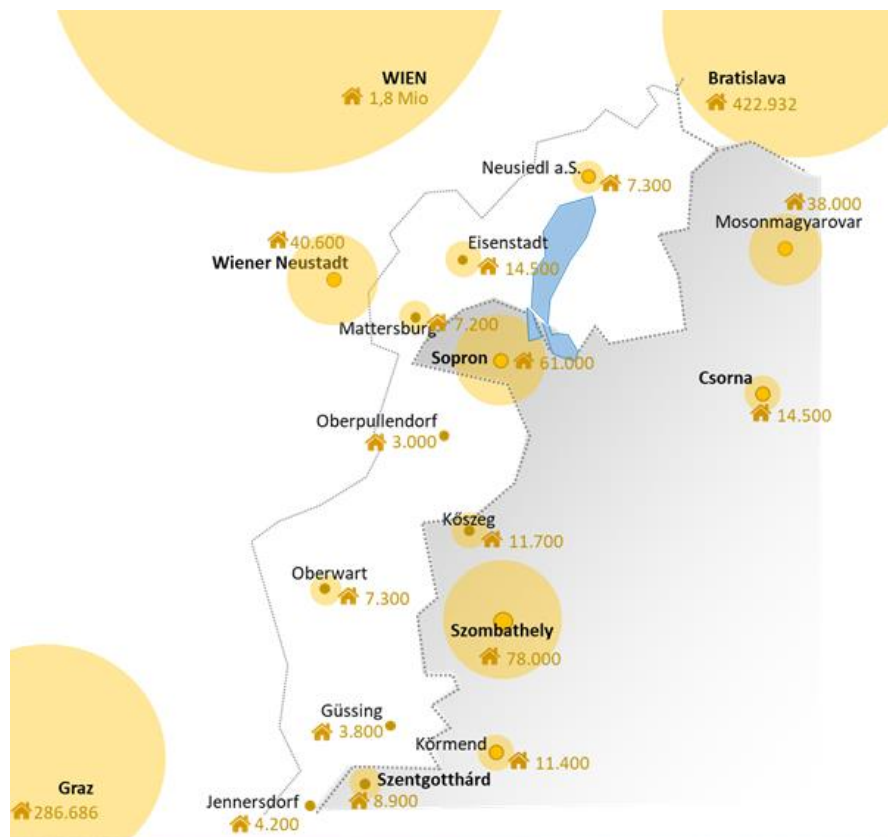 WIEN
1,8 Mio
Bratislava
422.932
Neusiedl a.S.
7.300
38.000
Mosonmagyarovar
40.600
Wiener Neustadt
Eisenstadt
14.500
Mattersburg
7.200
Sopron
61.000
Csorna
14.500
Oberpullendorf
3.000
Kőszeg
11.700
Oberwart
7.300
Szombathely
78.000
Güssing
3.800
Körmend
11.400
Graz
286.686
Szentgotthárd
8.900
Jennersdorf
4.200